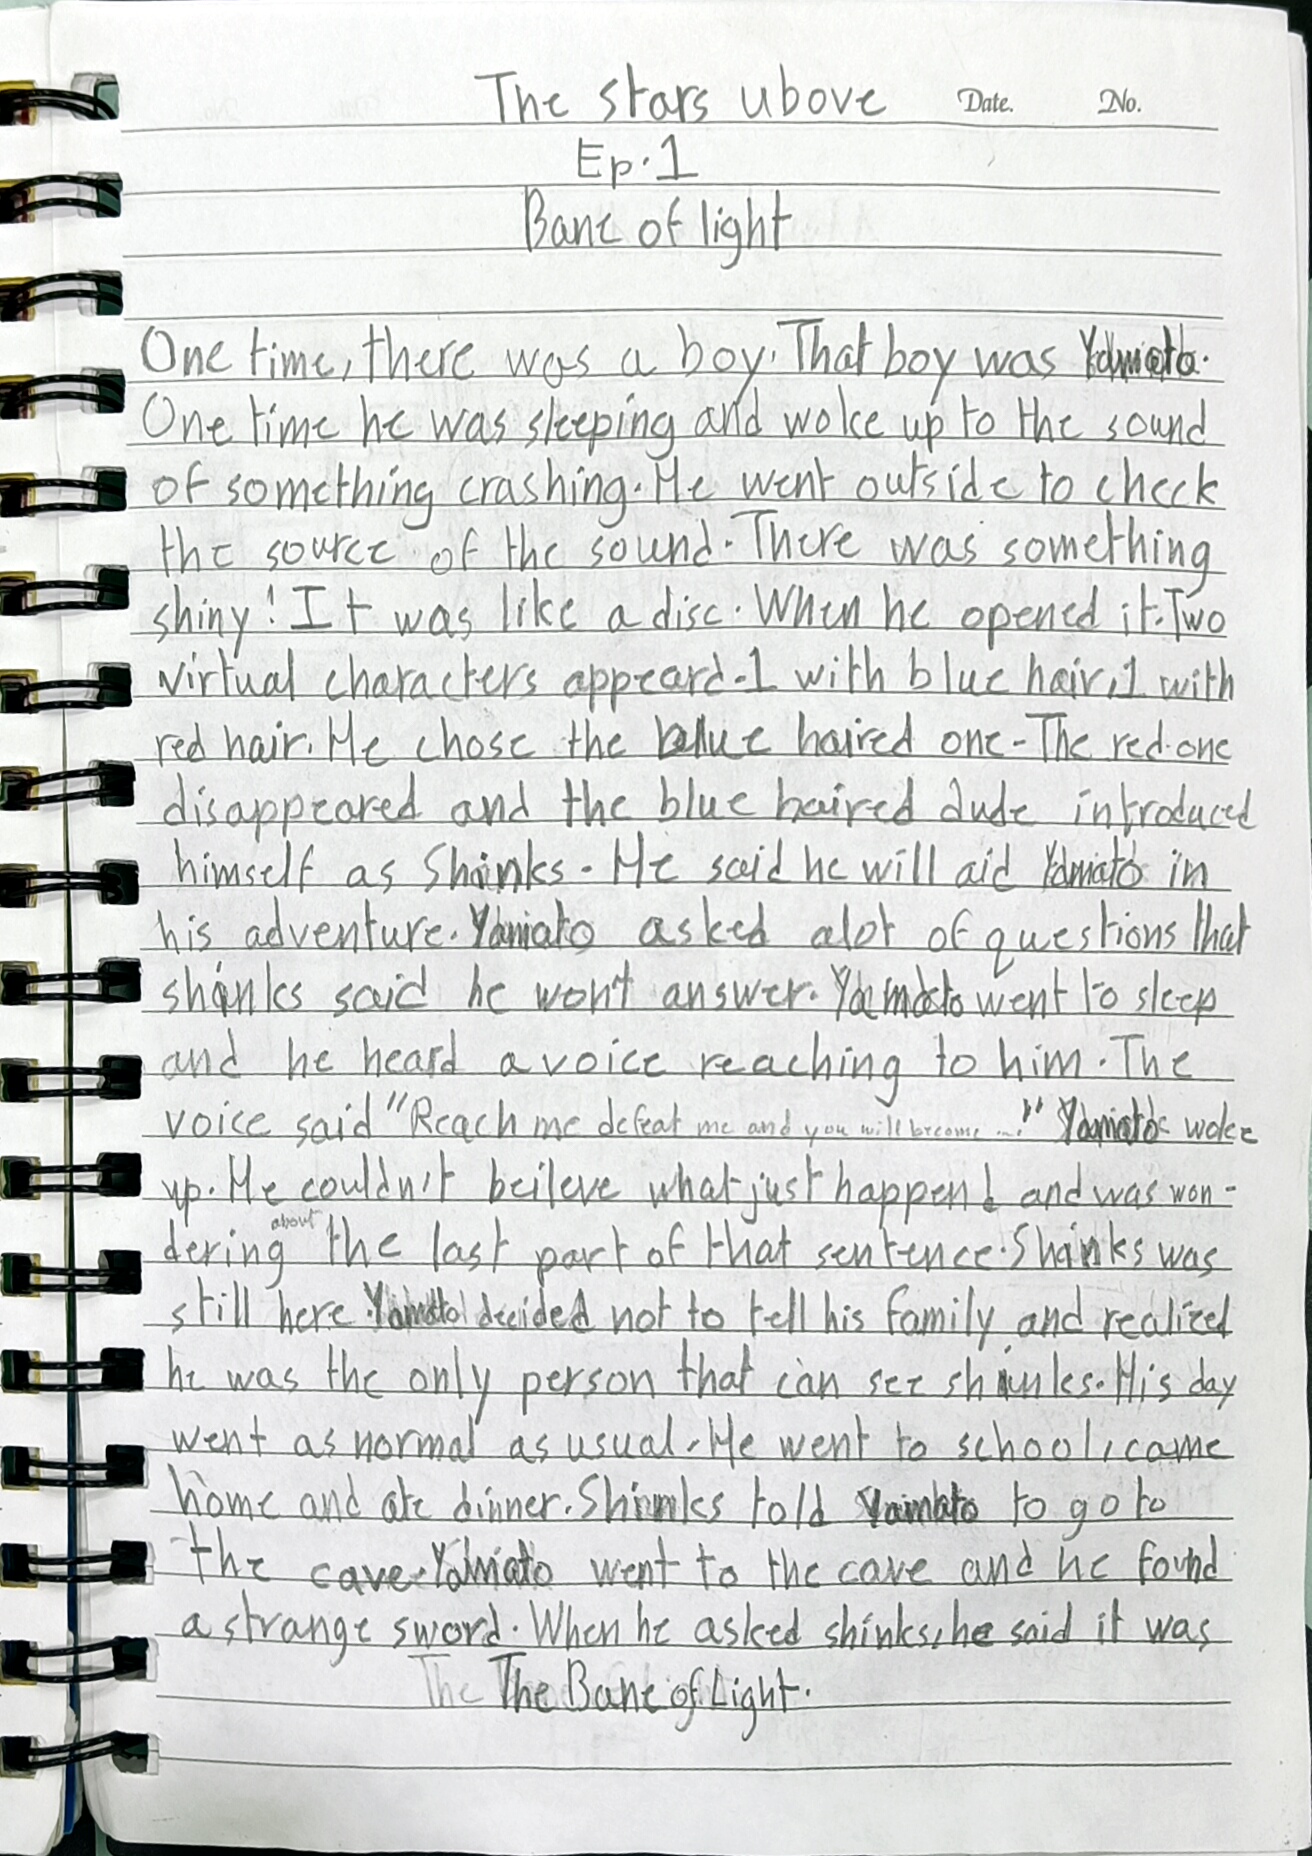 The stars ubove
Date. No.
Ep.1
Bane of light
One time, there was a boy. That boy was Yamato.
One time he was sleeping and woke up to the sound
of something crashing. He went outside to check
the source of the sound. There was something
shiny! It was like a disc. When he opened it. Two
virtual characters appeard. 1 with blue hair, 1 with
red hair. He chose the blue haired one. The red one
disappeared and the blue haired dude introduced
himself as Shinks. He said he will aid Yamato in
his adventure. Yamato asked alot of questions that
shinks said he won't answer. Yamato went to sleep
and he heard a voice reaching to him. The
voice said "Reach me defeat me and you will become ..." Yamato woke
up. He couldn't beileve what just happend and was won-
dering about the last part of that sentence. Shinks was
still here. Yamato decided not to tell his family and realized
he was the only person that can see shinks. His day
went as normal as usual. He went to school, came
home and ate dinner. Shinks told Yamato to go to
the cave. Yamato went to the cave and he found
a strange sword. When he asked shinks, he said it was
The The Bane of Light.